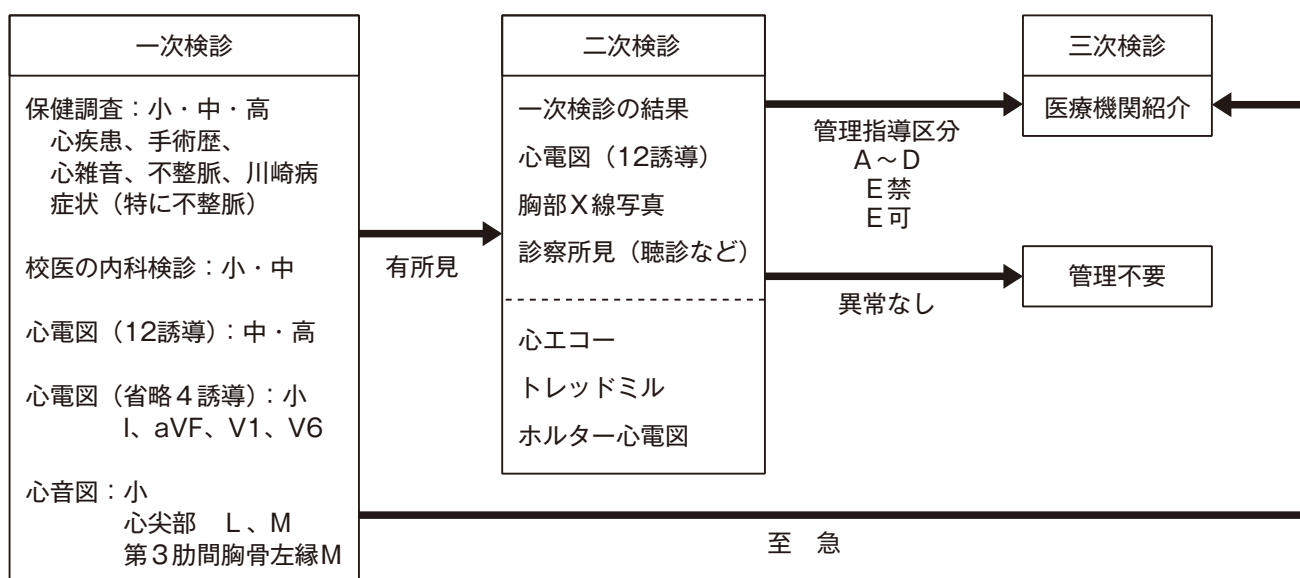 一次検診
保健調査：小・中・高
心疾患、手術歴、
心雑音、不整脈、川崎病
症状（特に不整脈）
校医の内科検診：小・中
心電図（12誘導）：中・高
心電図（省略４誘導）：小
I、aVF、V1、V6
心音図：小
心尖部　L、M
第３肋間胸骨左縁M
有所見
二次検診
一次検診の結果
心電図（12誘導）
胸部X線写真
診察所見（聴診など）
心エコー
トレッドミル
ホルター心電図
管理指導区分
A～D
E禁
E可
異常なし
三次検診
医療機関紹介
管理不要
至　急